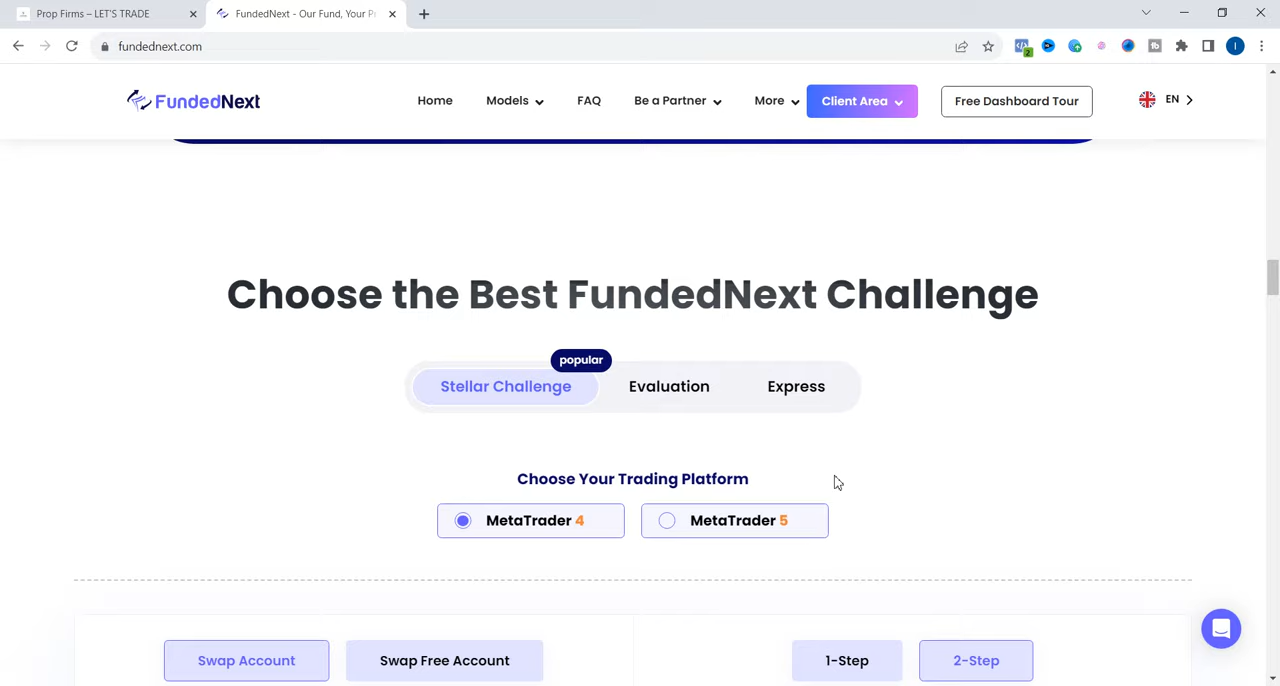 Prop Firms – LET'S TRADE
FundedNext - Our Fund, Your Pr
fundednext.com
2
I
FundedNext
Home
Models
FAQ
Be a Partner
More
Client Area
Free Dashboard Tour
EN
Choose the Best FundedNext Challenge
popular
Stellar Challenge
Evaluation
Express
Choose Your Trading Platform
MetaTrader 4
MetaTrader 5
Swap Account
Swap Free Account
1-Step
2-Step